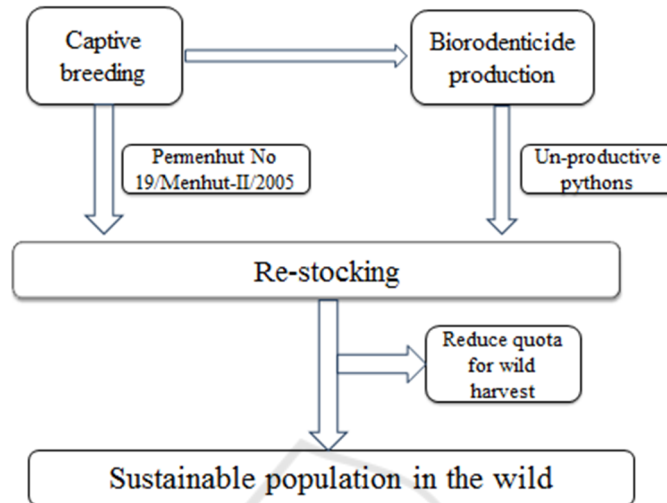 Captive
breeding
Biorodenticide
production
Permenhut No
19/Menhut-II/2005
Un-productive
pythons
Re-stocking
Reduce quota
for wild
harvest
Sustainable population in the wild